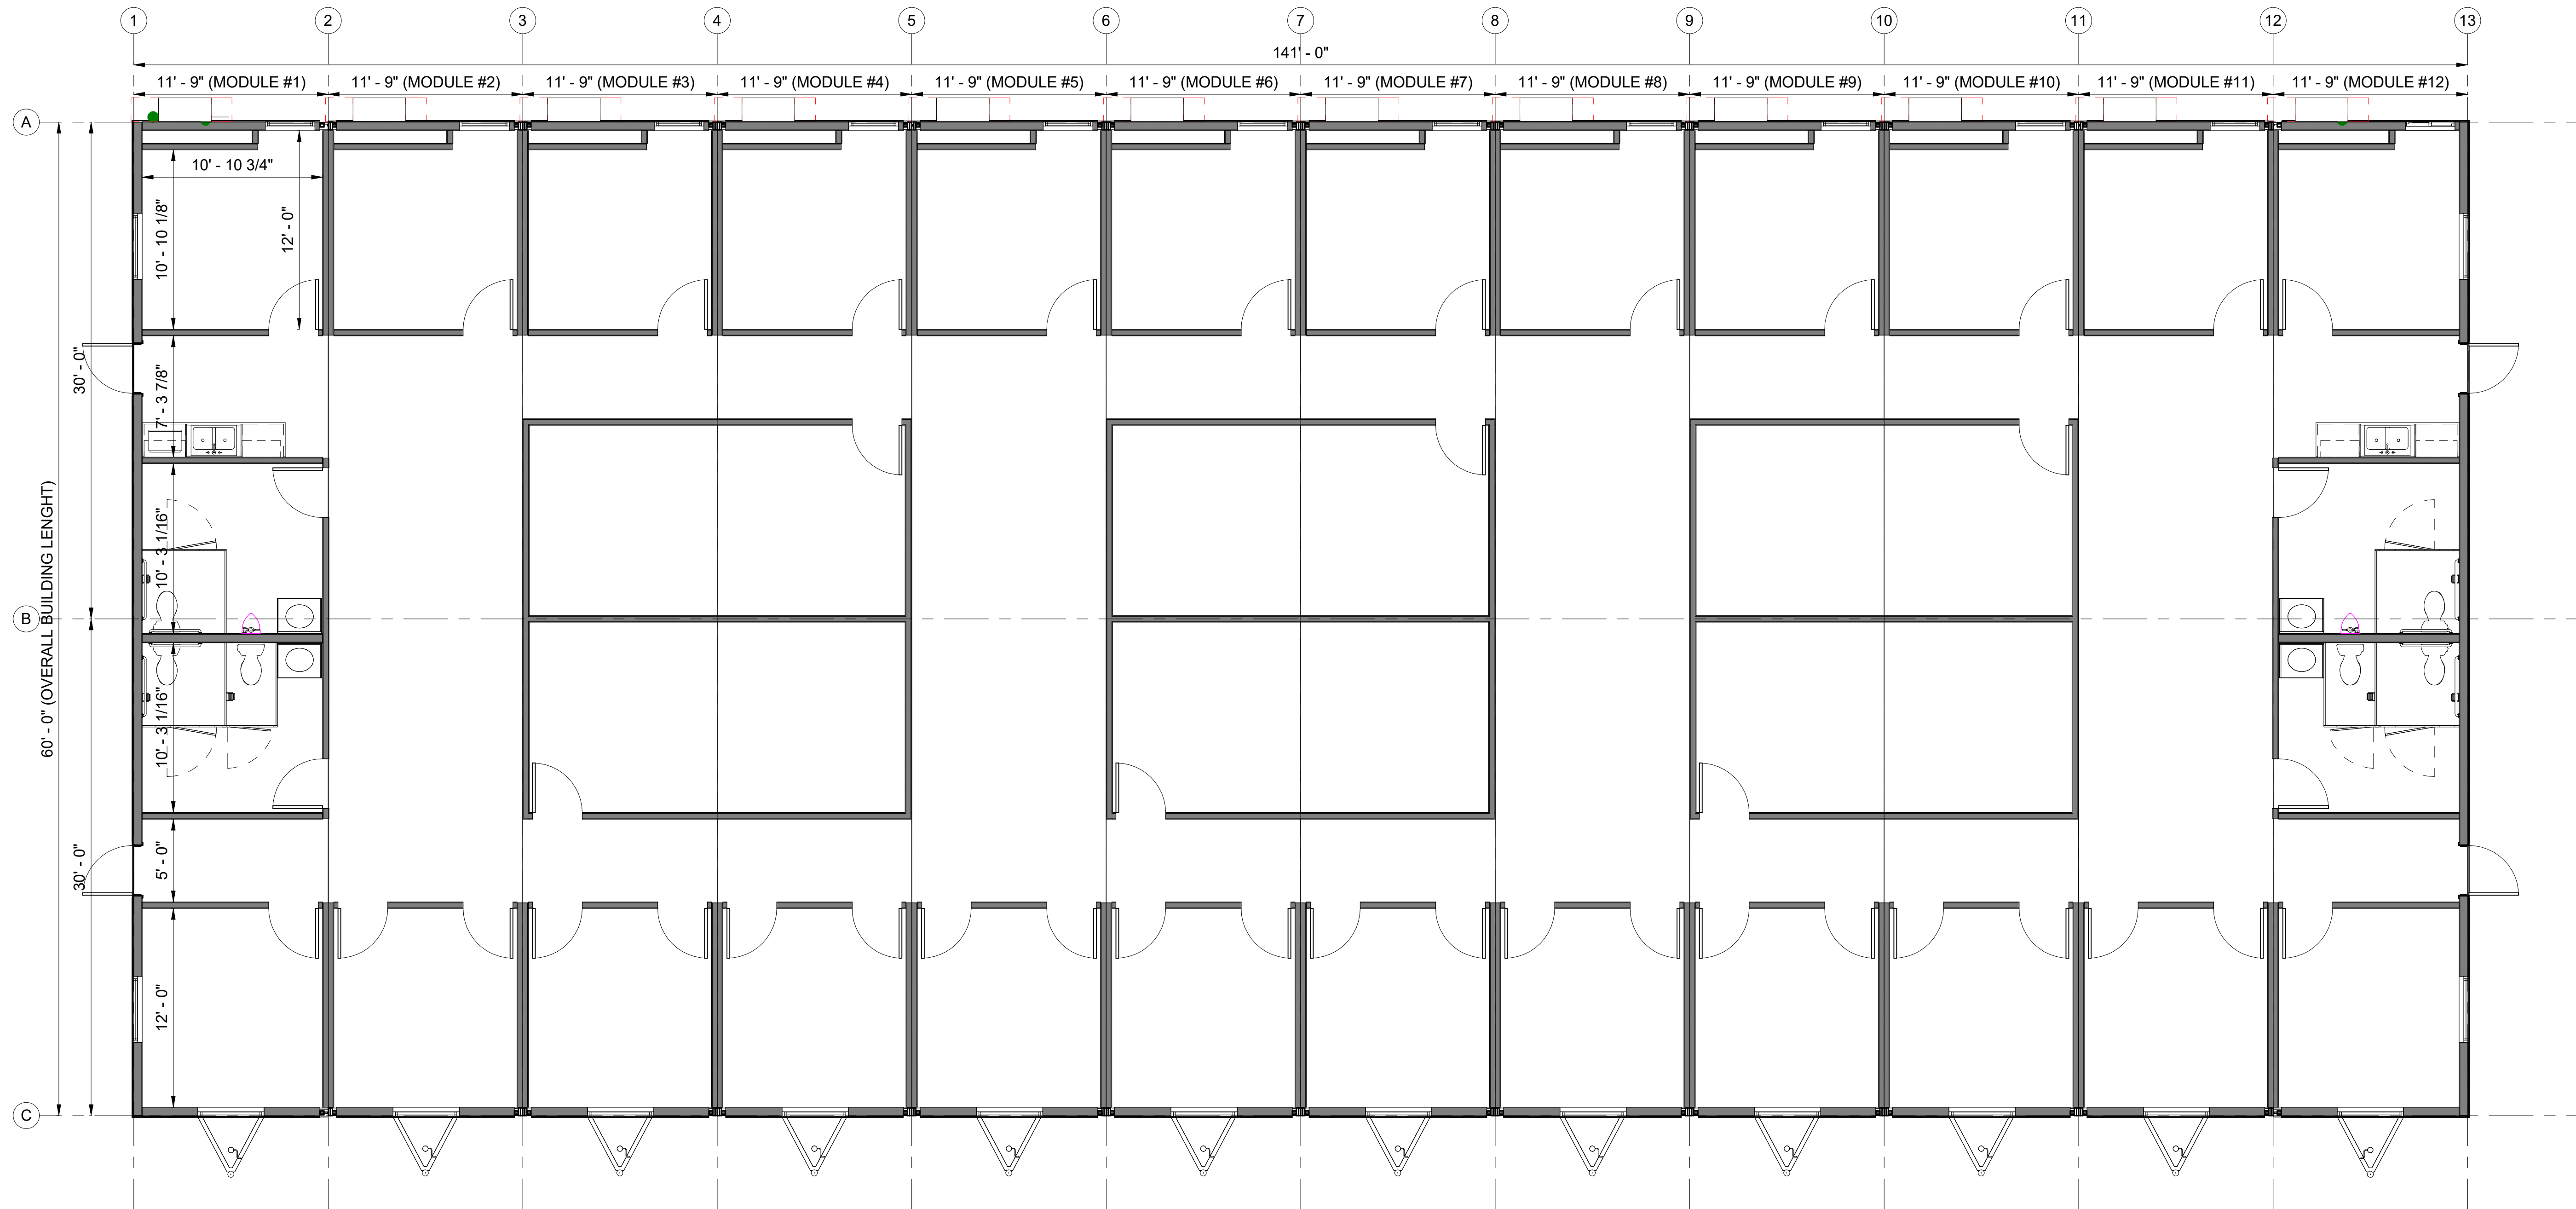 1 2 3 4 5 6 7 8 9 10 11 12 13
141' - 0"
11' - 9" (MODULE #1) 11' - 9" (MODULE #2) 11' - 9" (MODULE #3) 11' - 9" (MODULE #4) 11' - 9" (MODULE #5) 11' - 9" (MODULE #6) 11' - 9" (MODULE #7) 11' - 9" (MODULE #8) 11' - 9" (MODULE #9) 11' - 9" (MODULE #10) 11' - 9" (MODULE #11) 11' - 9" (MODULE #12)
A
10' - 10 3/4"
10' - 10 1/8"
12' - 0"
30' - 0"
7' - 3 7/8"
60' - 0" (OVERALL BUILDING LENGHT)
10' - 3 1/16"
B
10' - 3 1/16"
30' - 0"
5' - 0"
12' - 0"
C